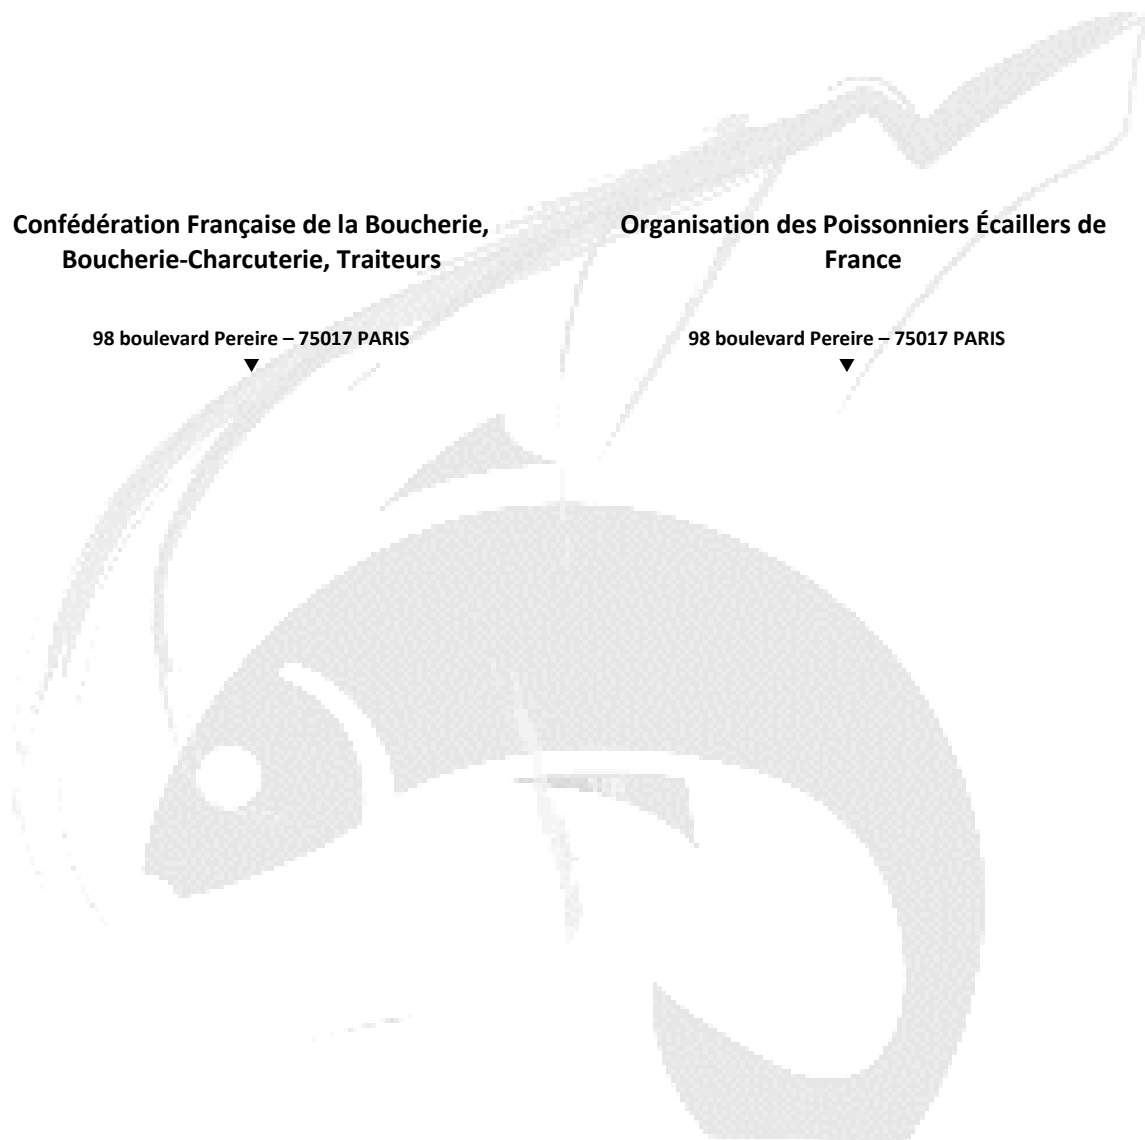 Confédération Française de la Boucherie,
Boucherie-Charcuterie, Traiteurs
98 boulevard Pereire – 75017 PARIS
Organisation des Poissonniers Écaillers de
France
98 boulevard Pereire – 75017 PARIS